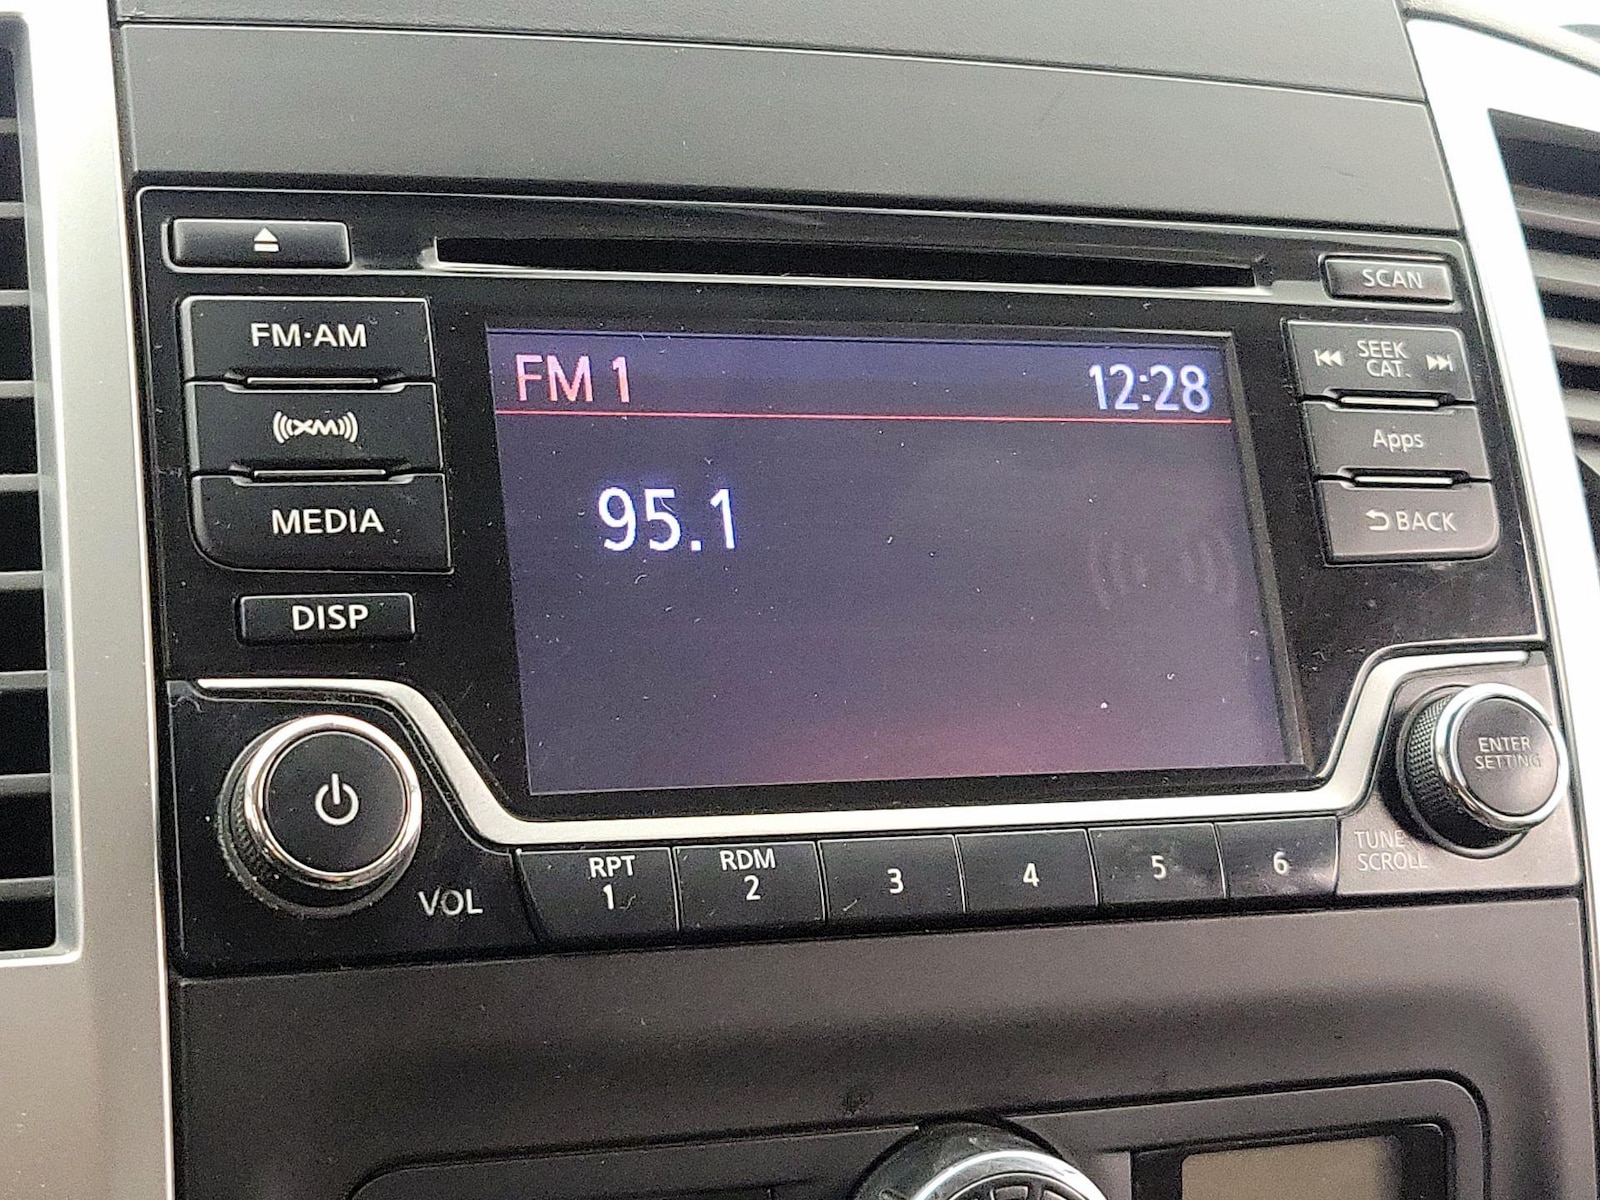 SCAN
FM·AM
XM
MEDIA
DISP
FM 1
12:28
95.1
SEEK
CAT.
Apps
BACK
VOL
RPT
1
RDM
2
3
4
5
6
ENTER
SETTING
TUNE
SCROLL